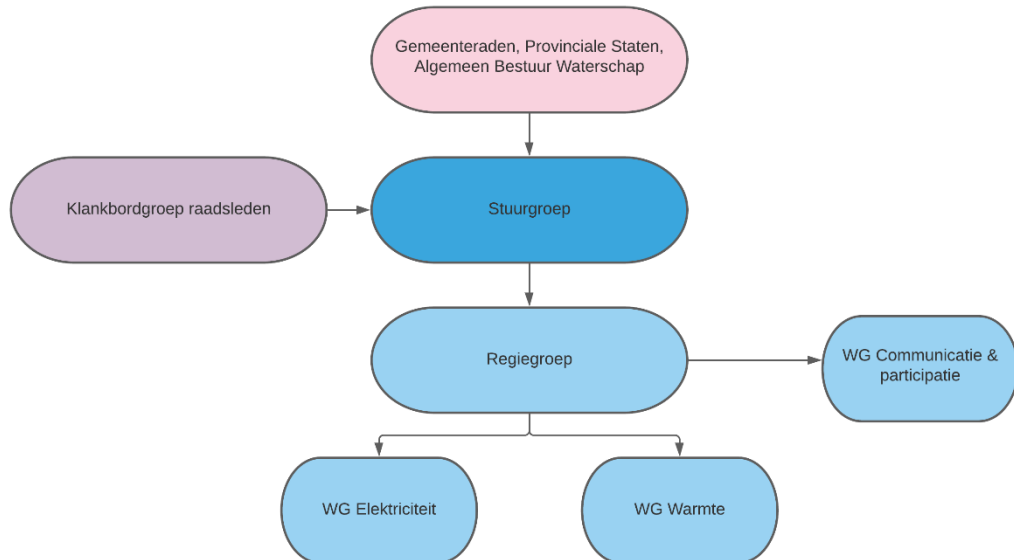 Gemeenteraden, Provinciale Staten,
Algemeen Bestuur Waterschap
Klankbordgroep raadsleden
Stuurgroep
Regiegroep
WG Communicatie &
participatie
WG Elektriciteit
WG Warmte